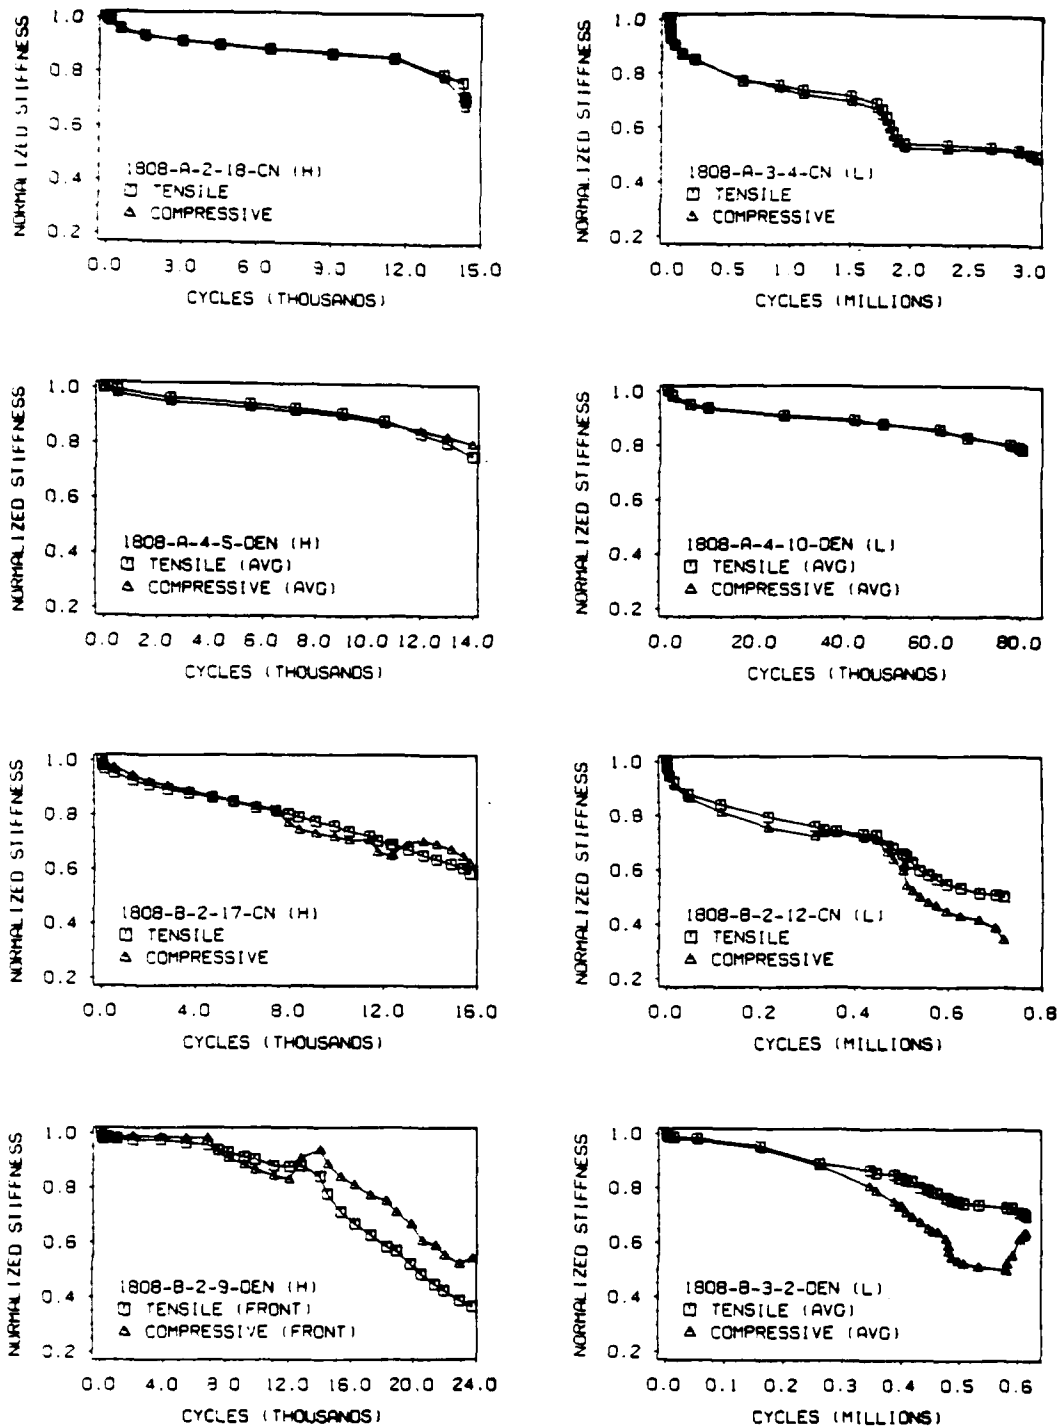 NORMALIZED STIFFNESS
1.0
0.8
0.6
0.4
0.2
1808-A-2-18-CN (H)
TENSILE
COMPRESSIVE
0.0 3.0 6.0 9.0 12.0 15.0
CYCLES (THOUSANDS)
NORMALIZED STIFFNESS
1.0
0.8
0.6
0.4
0.2
1808-A-3-4-CN (L)
TENSILE
COMPRESSIVE
0.0 0.5 1.0 1.5 2.0 2.5 3.0
CYCLES (MILLIONS)
NORMALIZED STIFFNESS
1.0
0.8
0.6
0.4
0.2
1808-A-4-5-DEN (H)
TENSILE (AVG)
COMPRESSIVE (AVG)
0.0 2.0 4.0 6.0 8.0 10.0 12.0 14.0
CYCLES (THOUSANDS)
NORMALIZED STIFFNESS
1.0
0.8
0.6
0.4
0.2
1808-A-4-10-DEN (L)
TENSILE (AVG)
COMPRESSIVE (AVG)
0.0 20.0 40.0 60.0 80.0
CYCLES (THOUSANDS)
NORMALIZED STIFFNESS
1.0
0.8
0.6
0.4
0.2
1808-B-2-17-CN (H)
TENSILE
COMPRESSIVE
0.0 4.0 8.0 12.0 16.0
CYCLES (THOUSANDS)
NORMALIZED STIFFNESS
1.0
0.8
0.6
0.4
0.2
1808-B-2-12-CN (L)
TENSILE
COMPRESSIVE
0.0 0.2 0.4 0.6 0.8
CYCLES (MILLIONS)
NORMALIZED STIFFNESS
1.0
0.8
0.6
0.4
0.2
1808-B-2-9-DEN (H)
TENSILE (FRONT)
COMPRESSIVE (FRONT)
0.0 4.0 8.0 12.0 16.0 20.0 24.0
CYCLES (THOUSANDS)
NORMALIZED STIFFNESS
1.0
0.8
0.6
0.4
0.2
1808-B-3-2-DEN (L)
TENSILE (AVG)
COMPRESSIVE (AVG)
0.0 0.1 0.2 0.3 0.4 0.5 0.6
CYCLES (MILLIONS)